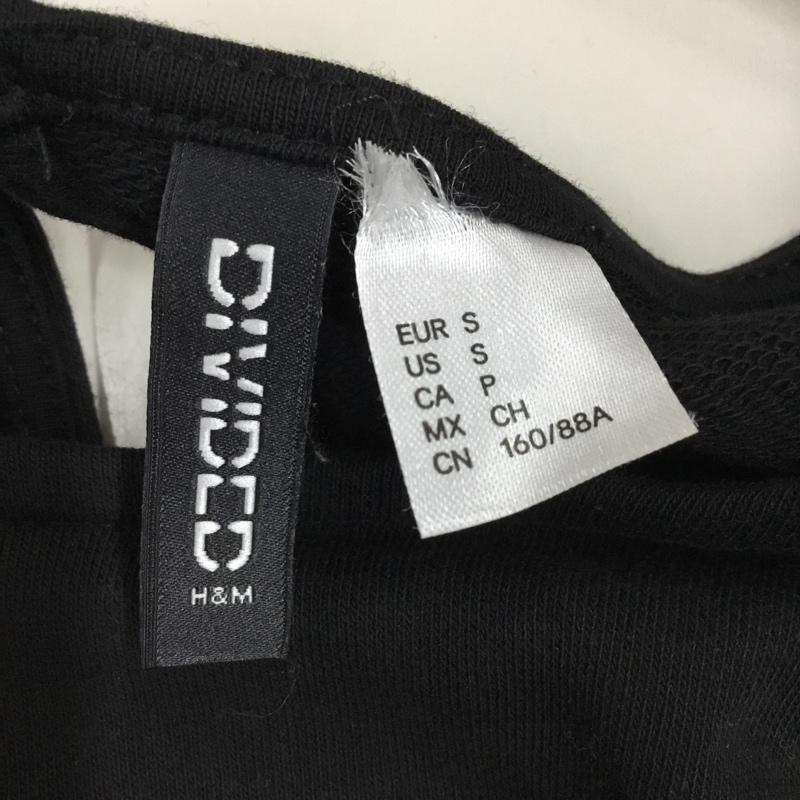 DIVIDED
H&M
EUR S
US S
CA P
MX CH
CN 160/88A